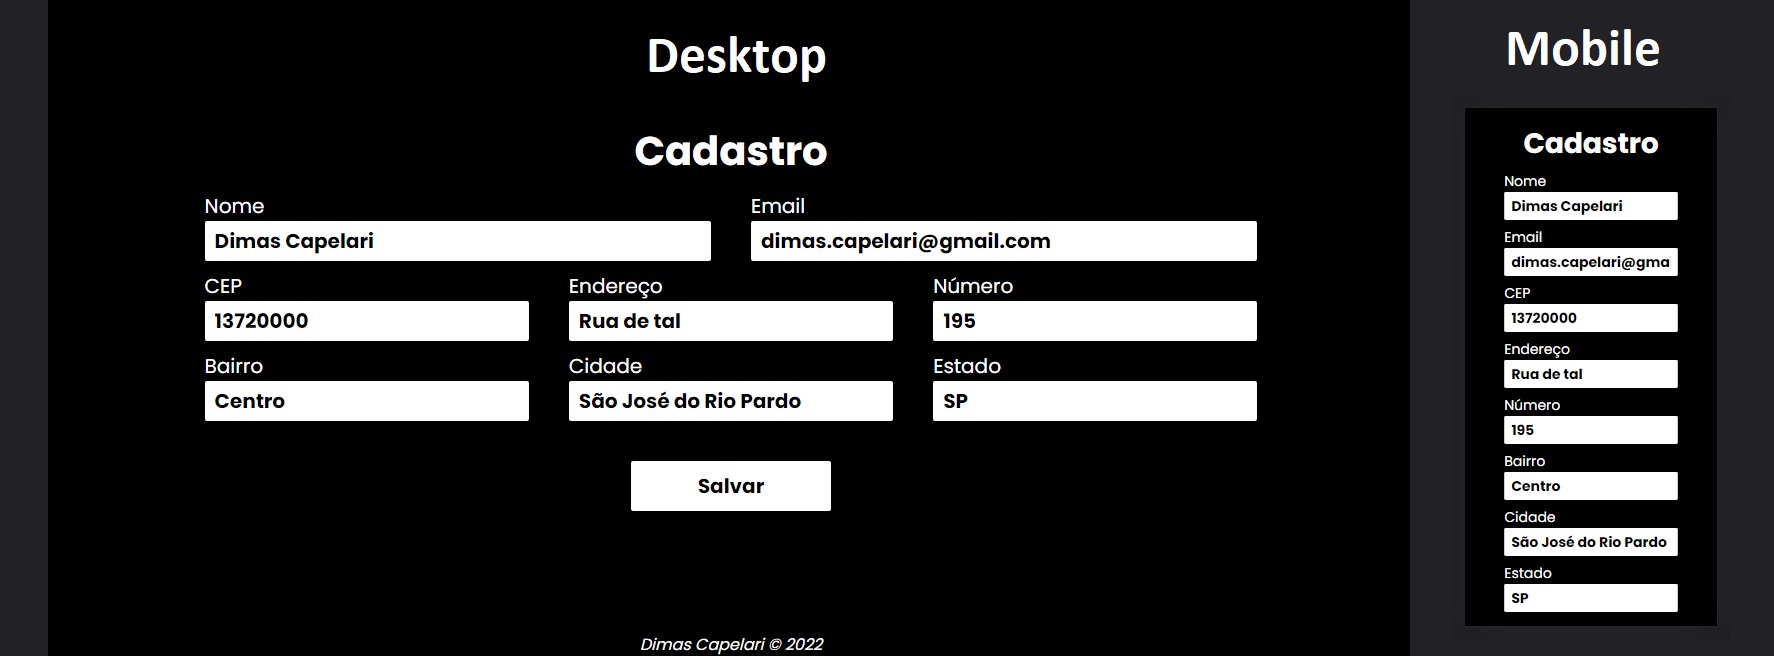 Desktop
Cadastro
Nome Email
Dimas Capelari dimas.capelari@gmail.com
CEP Endereço Número
13720000 Rua de tal 195
Bairro Cidade Estado
Centro São José do Rio Pardo SP
Salvar
Dimas Capelari © 2022
Mobile
Cadastro
Nome
Dimas Capelari
Email
dimas.capelari@gma
CEP
13720000
Endereço
Rua de tal
Número
195
Bairro
Centro
Cidade
São José do Rio Pardo
Estado
SP